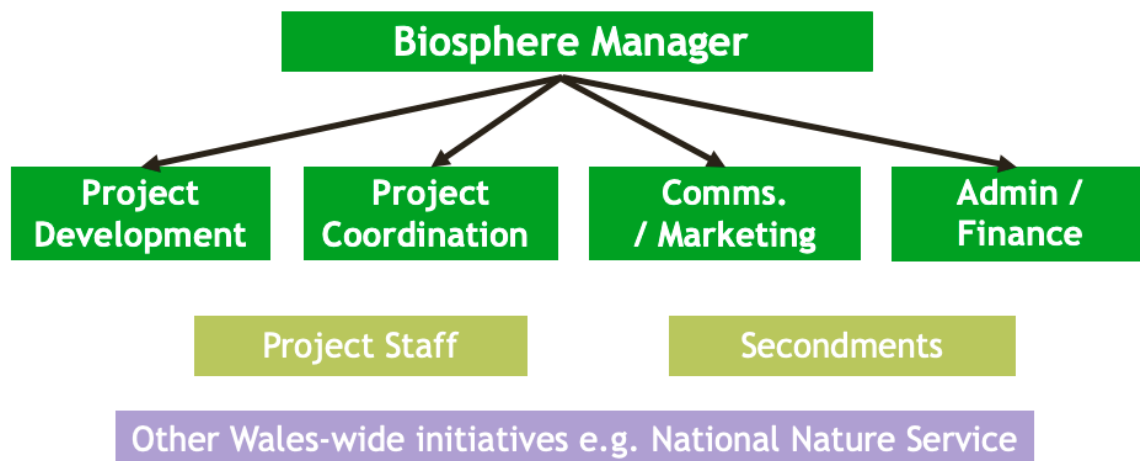 Biosphere Manager
Project
Development
Project
Coordination
Comms.
/ Marketing
Admin /
Finance
Project Staff
Secondments
Other Wales-wide initiatives e.g. National Nature Service